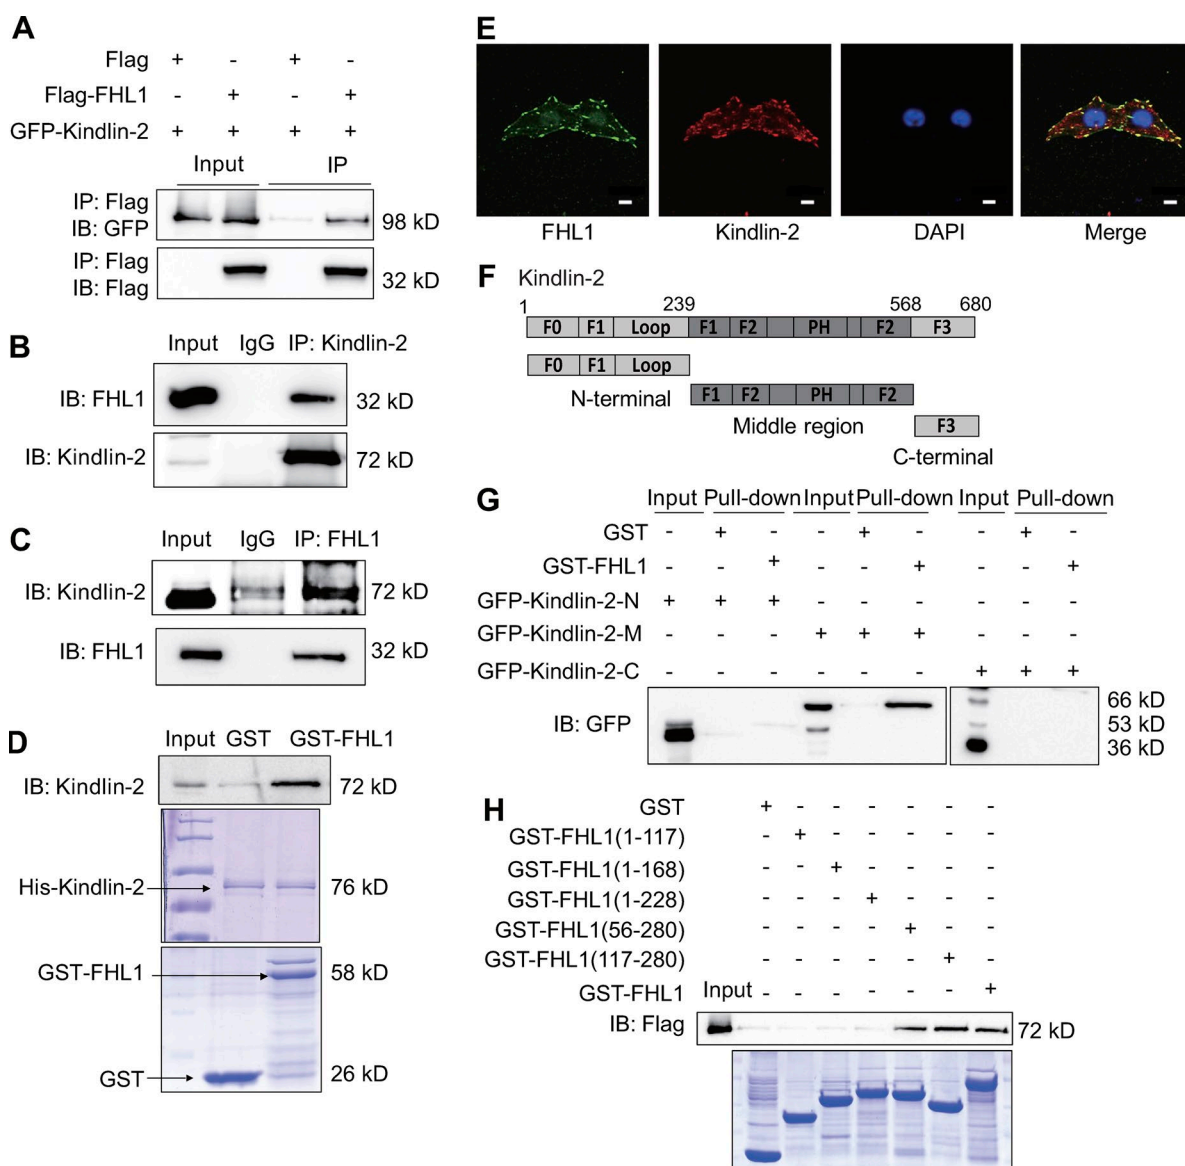 A
Flag + - + -
Flag-FHL1 - + - +
GFP-Kindlin-2 + + + +
Input IP
IP: Flag
IB: GFP 98 kD
IP: Flag
IB: Flag 32 kD
B
Input IgG IP: Kindlin-2
IB: FHL1 32 kD
IB: Kindlin-2 72 kD
C
Input IgG IP: FHL1
IB: Kindlin-2 72 kD
IB: FHL1 32 kD
D
Input GST GST-FHL1
IB: Kindlin-2 72 kD
His-Kindlin-2 76 kD
GST-FHL1 58 kD
GST 26 kD
E
FHL1 Kindlin-2 DAPI Merge
F
Kindlin-2
1 239 568 680
F0 F1 Loop F1 F2 PH F2 F3
F0 F1 Loop
N-terminal
F1 F2 PH F2
Middle region
F3
C-terminal
G
Input Pull-down Input Pull-down Input Pull-down
GST - + - - + - - + -
GST-FHL1 - - + - - + - - +
GFP-Kindlin-2-N + + + - - - - - -
GFP-Kindlin-2-M - - - + + + - - -
GFP-Kindlin-2-C - - - - - - + + +
IB: GFP
66 kD
53 kD
36 kD
H
GST + - - - - - -
GST-FHL1(1-117) - + - - - - -
GST-FHL1(1-168) - - + - - - -
GST-FHL1(1-228) - - - + - - -
GST-FHL1(56-280) - - - - + - -
GST-FHL1(117-280) - - - - - + -
GST-FHL1 Input - - - - - - +
IB: Flag 72 kD